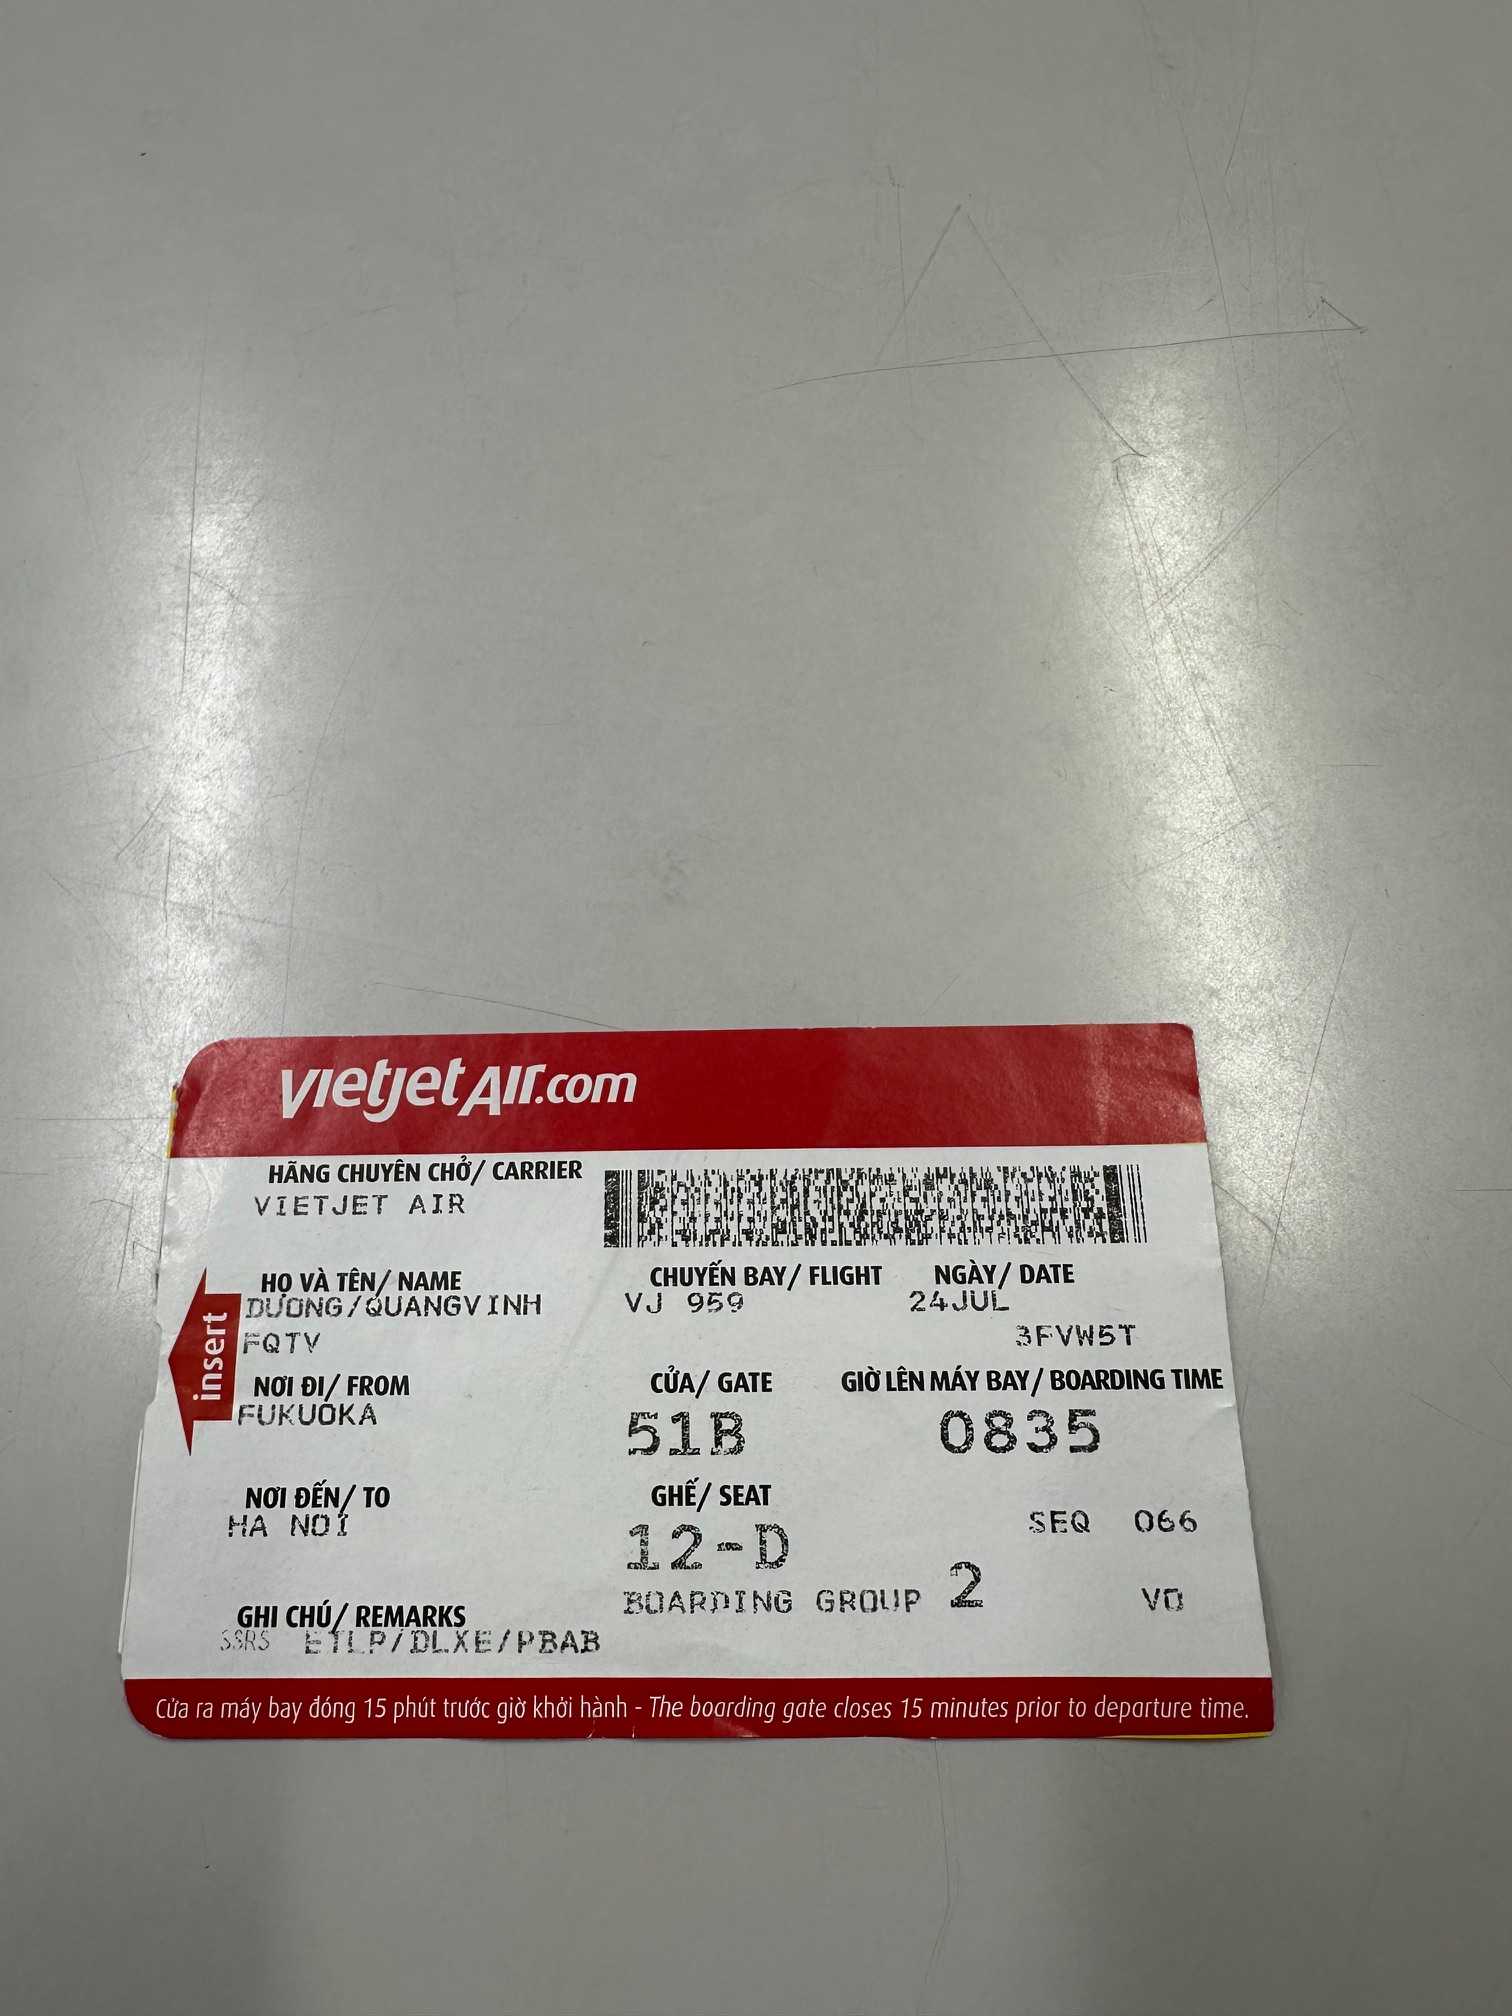 vietjetAir.com
HÃNG CHUYÊN CHỞ/ CARRIER
VIETJET AIR
HỌ VÀ TÊN/ NAME CHUYẾN BAY/ FLIGHT NGÀY/ DATE
DUONG/QUANGVINH VJ 959 24JUL
FQTV 3FVW5T
insert
NƠI ĐI/ FROM CỬA/ GATE GIỜ LÊN MÁY BAY/ BOARDING TIME
FUKUOKA 51B 0835
NƠI ĐẾN/ TO GHẾ/ SEAT
HA NOI 12-D SEQ 066
BOARDING GROUP 2 VD
GHI CHÚ/ REMARKS
SSRS ETLP/DLXE/PBAB
Cửa ra máy bay đóng 15 phút trước giờ khởi hành - The boarding gate closes 15 minutes prior to departure time.